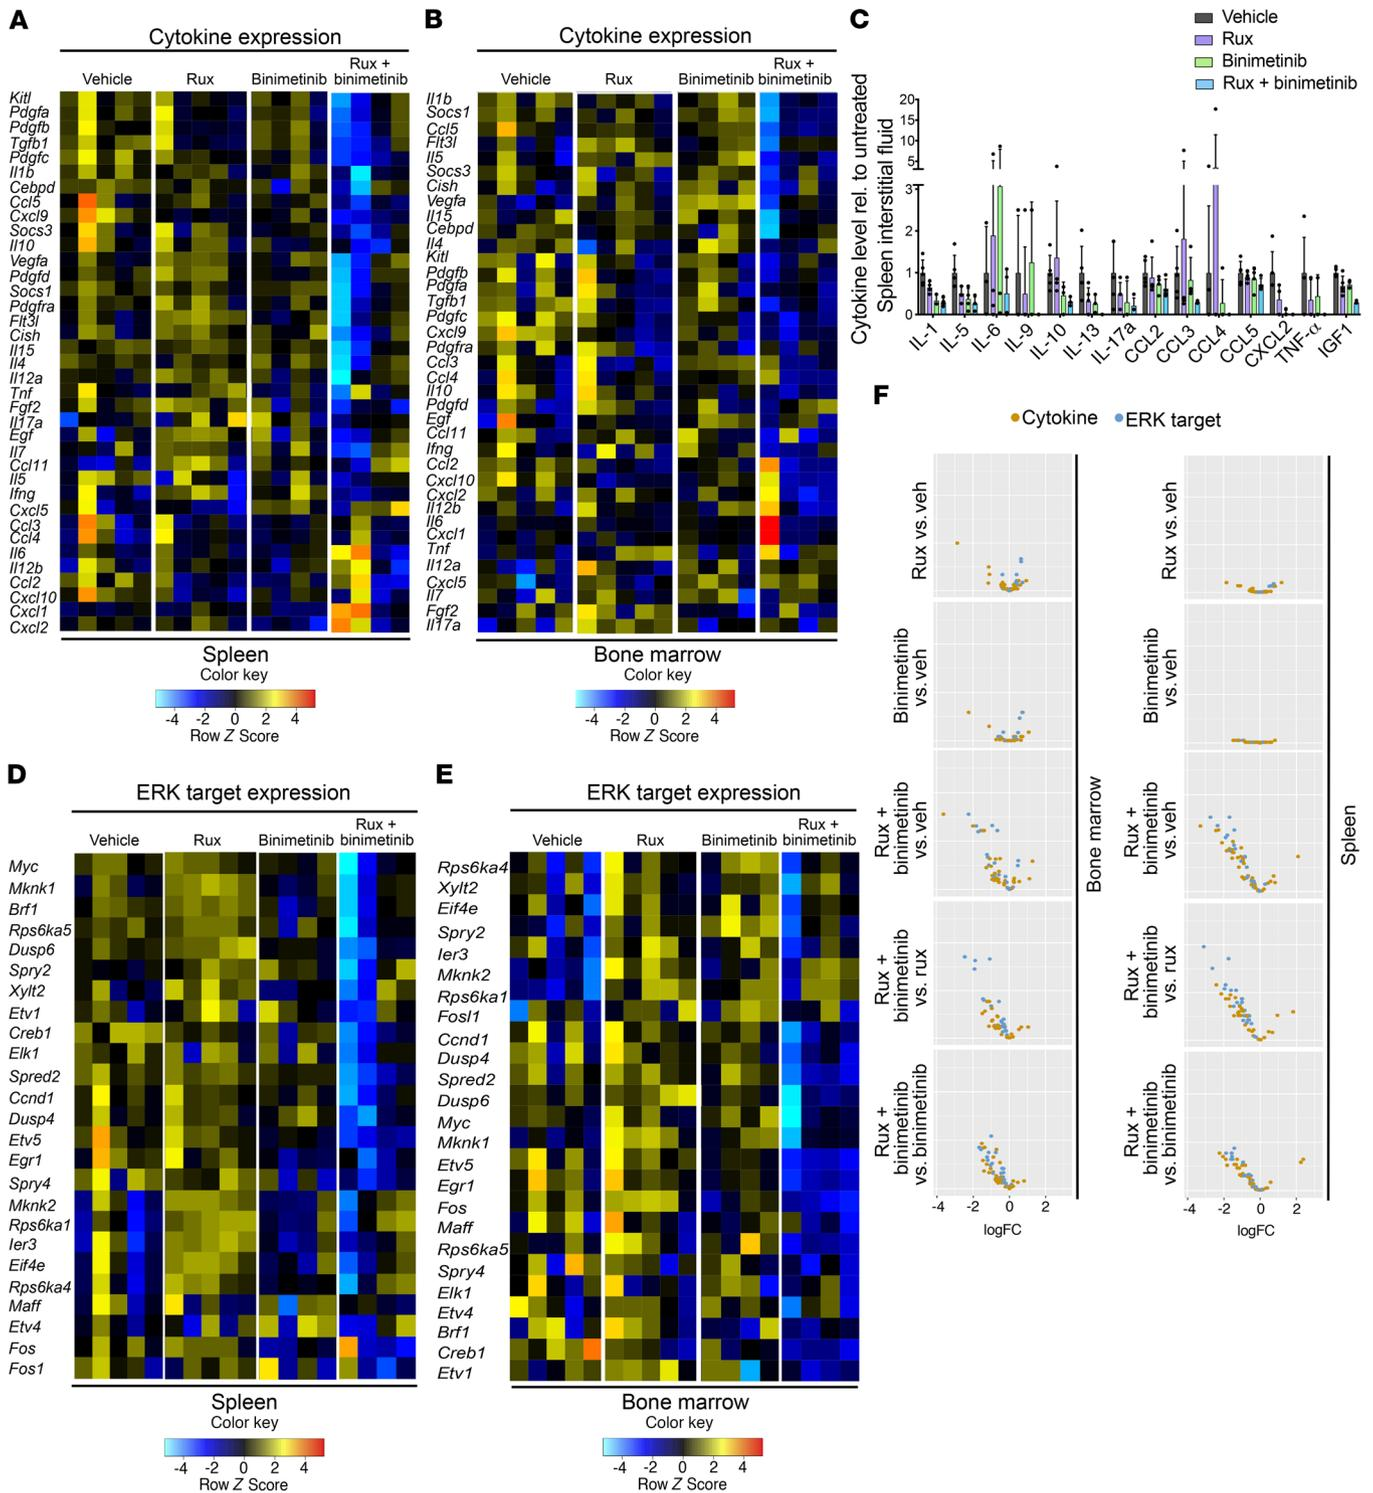 A
Cytokine expression
Vehicle
Rux
Binimetinib
Rux +
binimetinib
Kitl
Pdgfa
Pdgfb
Tgfb1
Pdgfc
Il1b
Cebpd
Ccl5
Cxcl9
Socs3
Il10
Vegfa
Pdgfd
Socs1
Pdgfra
Flt3l
Cish
Il15
Il4
Il12a
Tnf
Fgf2
Il17a
Egf
Il7
Ccl11
Il5
Ifng
Cxcl5
Ccl3
Ccl4
Il6
Il12b
Ccl2
Cxcl10
Cxcl1
Cxcl2
Spleen
Color key
-4 -2 0 2 4
Row Z Score
B
Cytokine expression
Vehicle
Rux
Binimetinib
Rux +
binimetinib
Il1b
Socs1
Ccl5
Flt3l
Il5
Socs3
Cish
Vegfa
Il15
Cebpd
Il4
Kitl
Pdgfb
Pdgfa
Tgfb1
Pdgfc
Cxcl9
Pdgfra
Ccl3
Ccl4
Il10
Pdgfd
Egf
Ccl11
Ifng
Ccl2
Cxcl10
Cxcl2
Il12b
Il6
Cxcl1
Tnf
Il12a
Cxcl5
Il7
Fgf2
Il17a
Bone marrow
Color key
-4 -2 0 2 4
Row Z Score
C
Vehicle
Rux
Binimetinib
Rux + binimetinib
Cytokine level rel. to untreated
Spleen interstitial fluid
20
15
10
5
3
2
1
0
IL-1
IL-5
IL-6
IL-9
IL-10
IL-13
IL-17a
CCL2
CCL3
CCL4
CCL5
CXCL2
TNF-α
IGF1
D
ERK target expression
Vehicle
Rux
Binimetinib
Rux +
binimetinib
Myc
Mknk1
Brf1
Rps6ka5
Dusp6
Spry2
Xylt2
Etv1
Creb1
Elk1
Spred2
Ccnd1
Dusp4
Etv5
Egr1
Spry4
Mknk2
Rps6ka1
Ier3
Eif4e
Rps6ka4
Maff
Etv4
Fos
Fos1
Spleen
Color key
-4 -2 0 2 4
Row Z Score
E
ERK target expression
Vehicle
Rux
Binimetinib
Rux +
binimetinib
Rps6ka4
Xylt2
Eif4e
Spry2
Ier3
Mknk2
Rps6ka1
Fosl1
Ccnd1
Dusp4
Spred2
Dusp6
Myc
Mknk1
Etv5
Egr1
Fos
Maff
Rps6ka5
Spry4
Elk1
Etv4
Brf1
Creb1
Etv1
Bone marrow
Color key
-4 -2 0 2 4
Row Z Score
F
Cytokine
ERK target
Rux vs. veh
Binimetinib
vs. veh
Rux +
binimetinib
vs. veh
Rux +
binimetinib
vs. rux
Rux +
binimetinib
vs. binimetinib
-4 -2 0 2
logFC
Bone marrow
Rux vs. veh
Binimetinib
vs. veh
Rux +
binimetinib
vs. veh
Rux +
binimetinib
vs. rux
Rux +
binimetinib
vs. binimetinib
-4 -2 0 2
logFC
Spleen